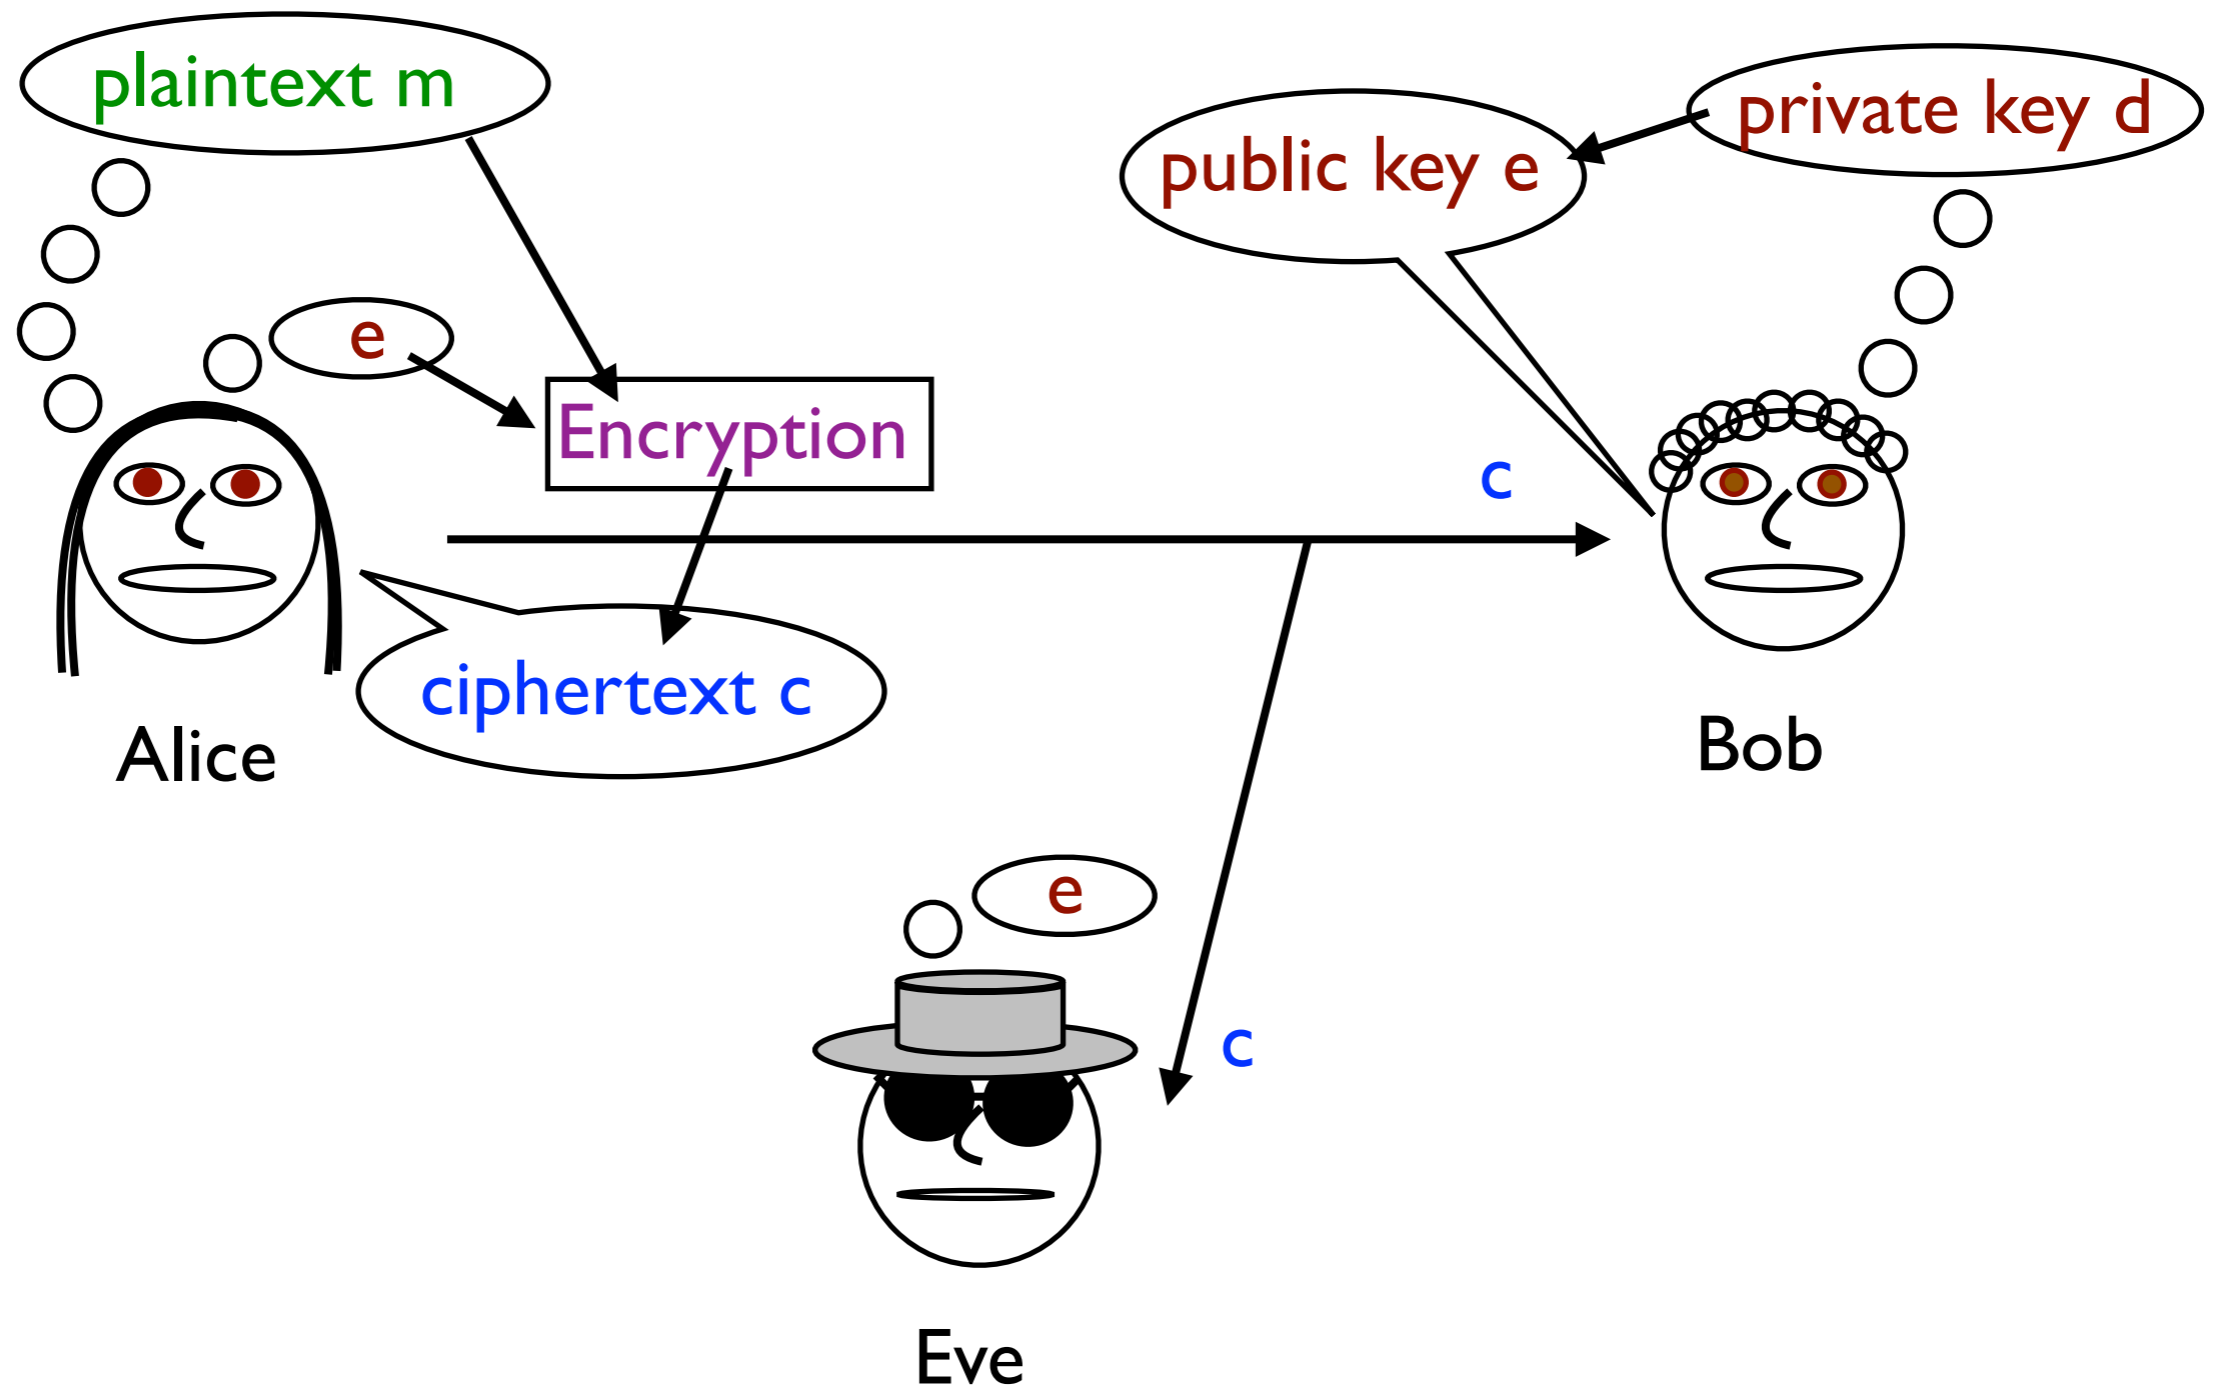 plaintext m
private key d
public key e
e
Encryption
c
ciphertext c
Alice
Bob
e
c
Eve